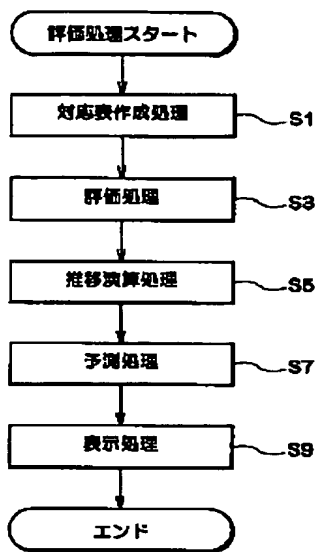 評価処理スタート
対応表作成処理 S1
評価処理 S3
推移演算処理 S5
予測処理 S7
表示処理 S9
エンド